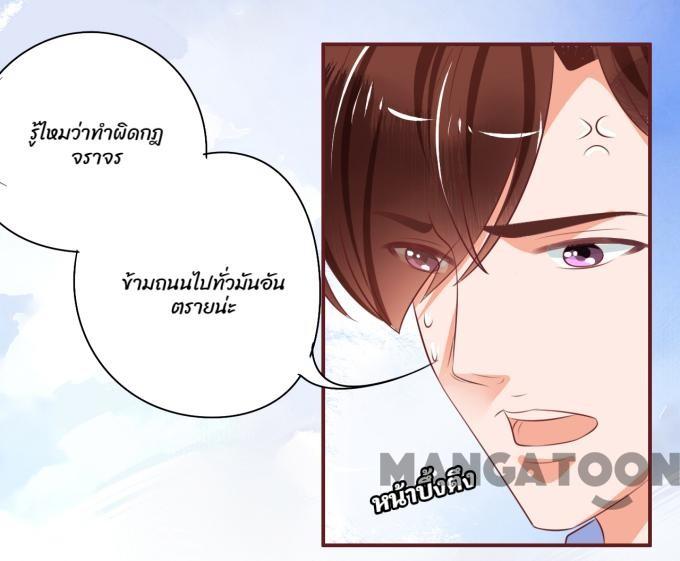 รู้ไหมว่าทำผิดกฎ
จราจร
ข้ามถนนไปทั่วมันอัน
ตรายน่ะ
MANGATOON
หน้าบึ้งตึง